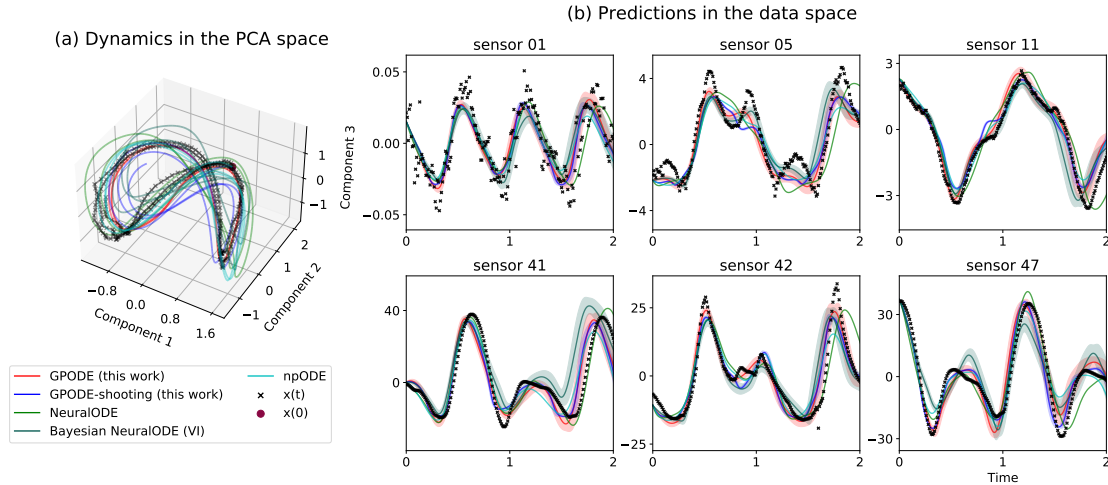 (b) Predictions in the data space
(a) Dynamics in the PCA space
sensor 01
sensor 05
sensor 11
0.05
0.00
−0.05
0
1
2
4
0
−4
0
1
2
3
0
−3
0
1
2
Component 3
1
0
−1
Component 2
2
1
0
−1
Component 1
−0.8
0.0
0.8
1.6
sensor 41
sensor 42
sensor 47
40
0
0
1
2
25
0
−25
0
1
2
30
0
−30
0
1
2
Time
GPODE (this work)
GPODE-shooting (this work)
NeuralODE
Bayesian NeuralODE (VI)
npODE
x(t)
x(0)